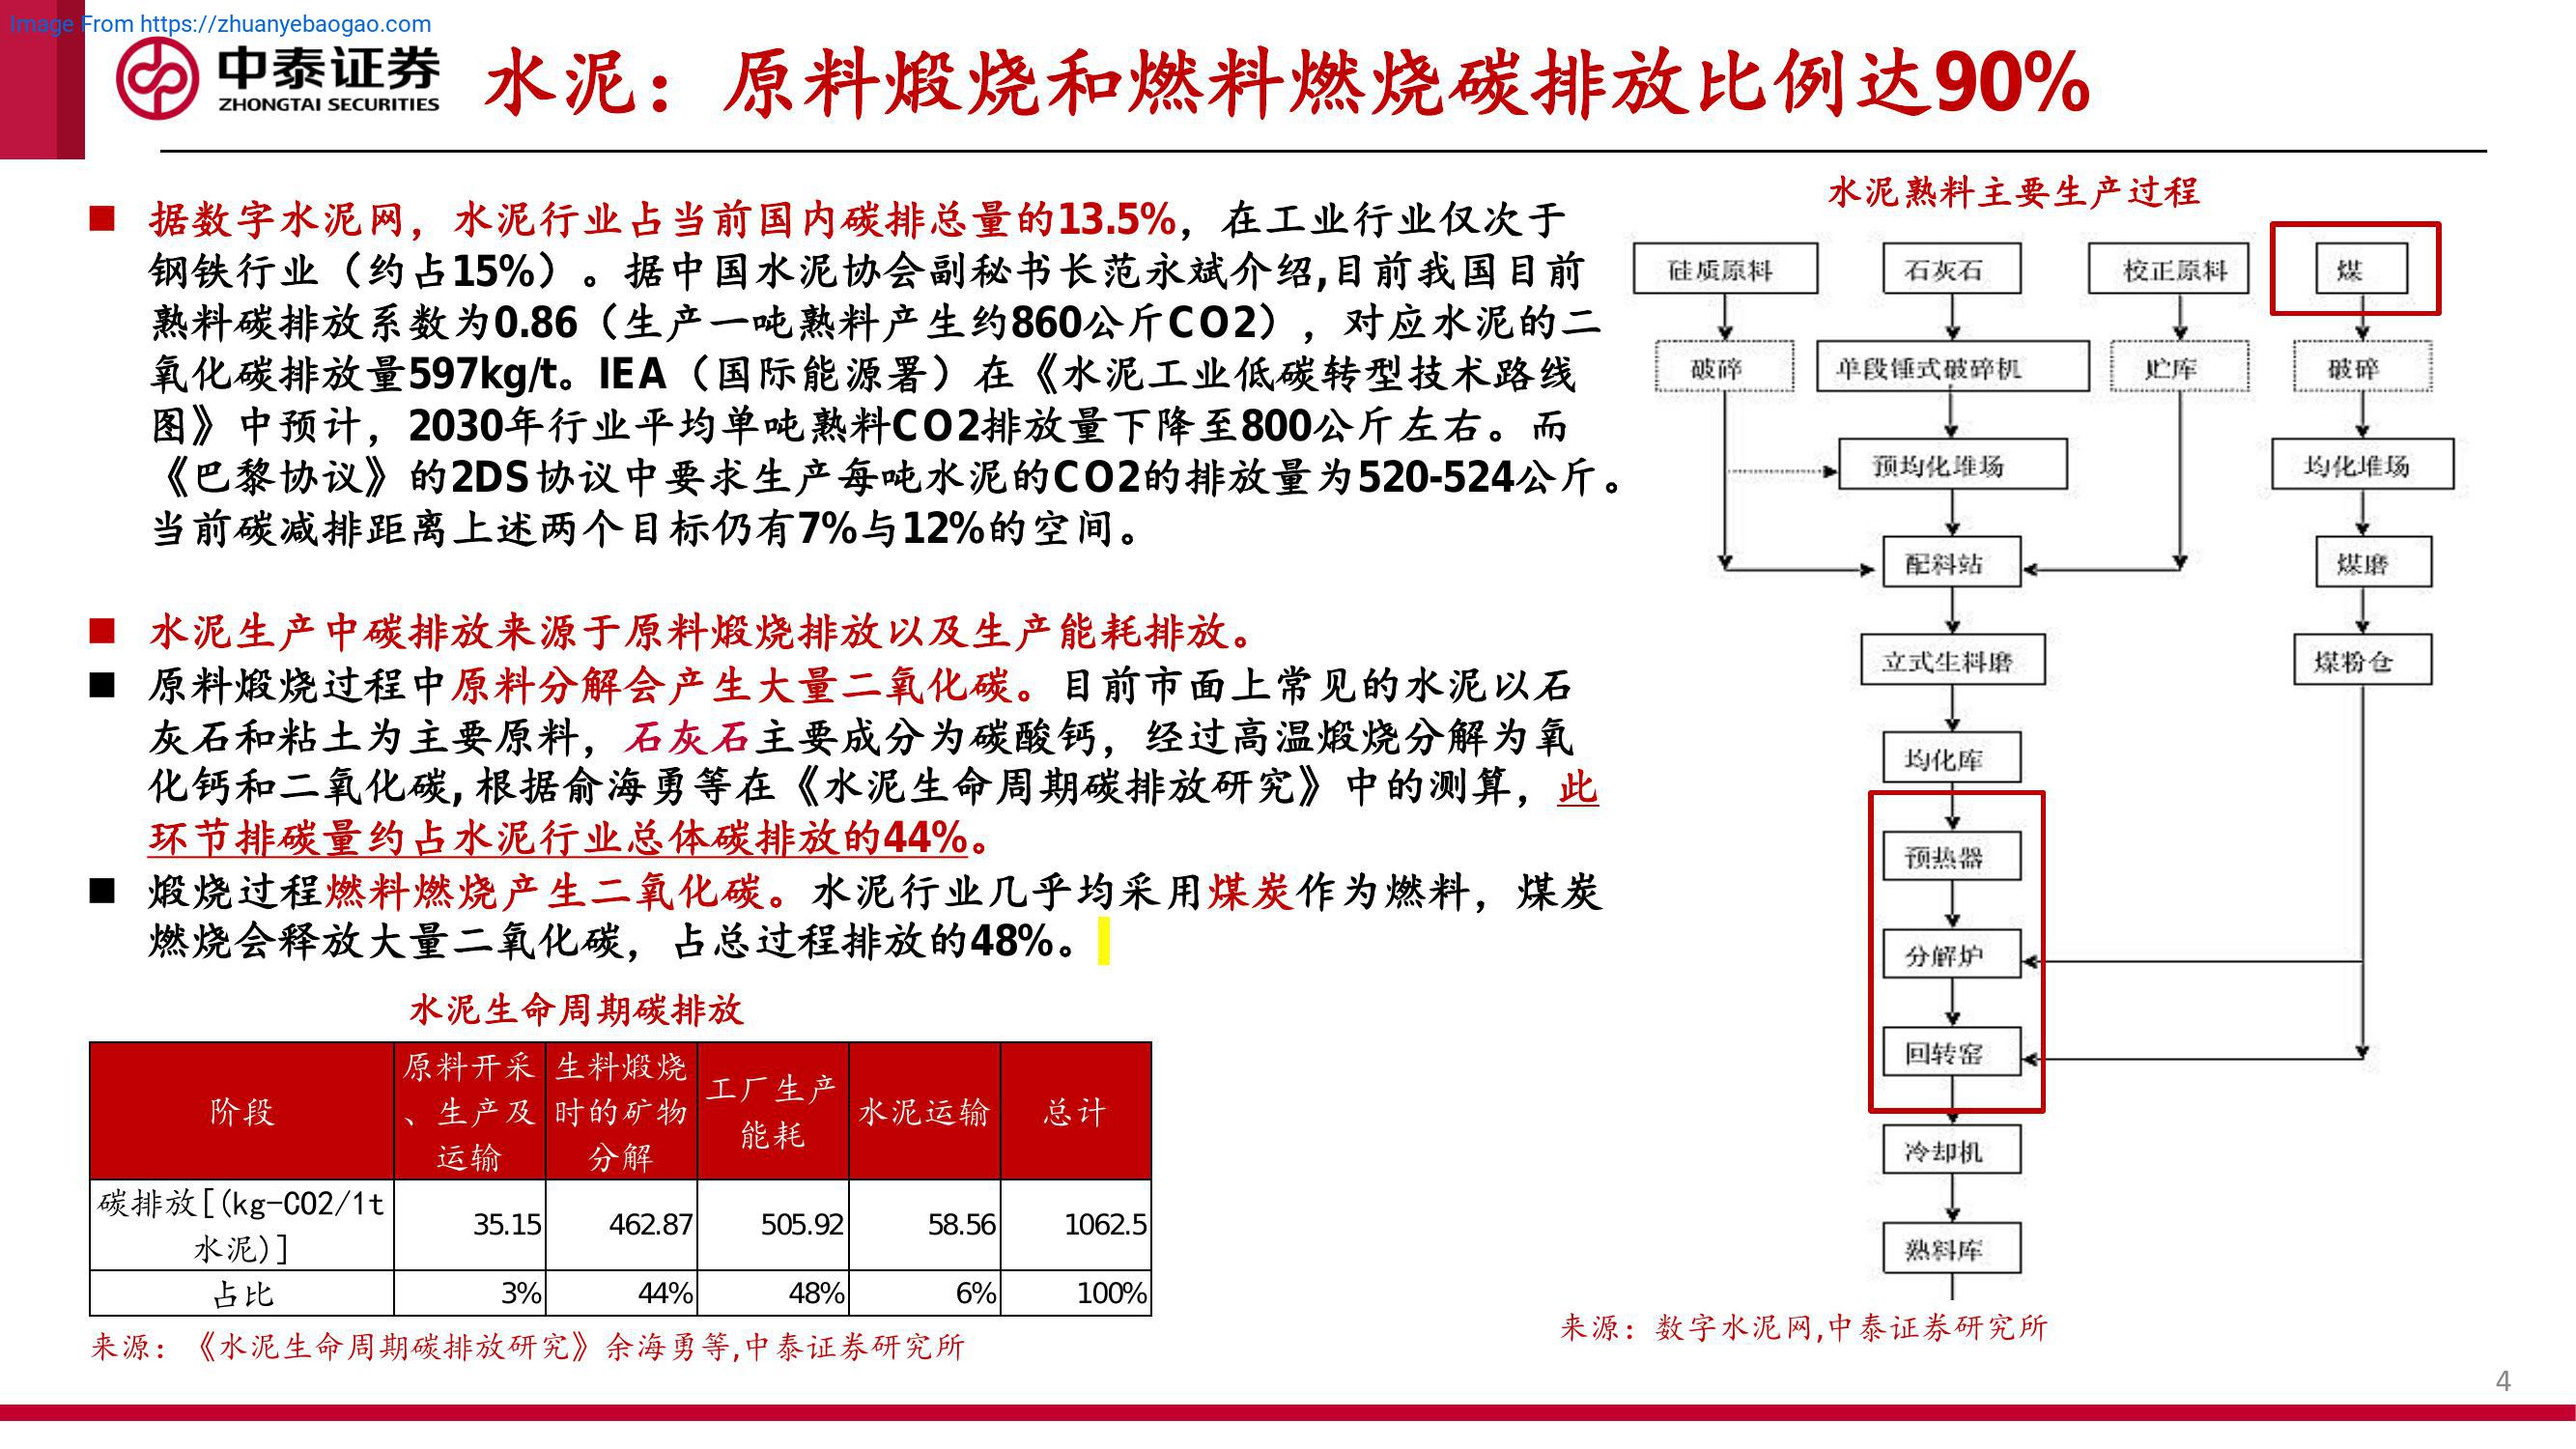 Image From https://zhuanyebaogao.com
中泰证券
ZHONGTAI SECURITIES
水泥：原料煅烧和燃料燃烧碳排放比例达90%
据数字水泥网，水泥行业占当前国内碳排总量的13.5%，在工业行业仅次于
钢铁行业（约占15%）。据中国水泥协会副秘书长范永斌介绍,目前我国目前
熟料碳排放系数为0.86（生产一吨熟料产生约860公斤CO2），对应水泥的二
氧化碳排放量597kg/t。IEA（国际能源署）在《水泥工业低碳转型技术路线
图》中预计，2030年行业平均单吨熟料CO2排放量下降至800公斤左右。而
《巴黎协议》的2DS协议中要求生产每吨水泥的CO2的排放量为520-524公斤。
当前碳减排距离上述两个目标仍有7%与12%的空间。
水泥生产中碳排放来源于原料煅烧排放以及生产能耗排放。
原料煅烧过程中原料分解会产生大量二氧化碳。目前市面上常见的水泥以石
灰石和粘土为主要原料，石灰石主要成分为碳酸钙，经过高温煅烧分解为氧
化钙和二氧化碳,根据俞海勇等在《水泥生命周期碳排放研究》中的测算，此
环节排碳量约占水泥行业总体碳排放的44%。
煅烧过程燃料燃烧产生二氧化碳。水泥行业几乎均采用煤炭作为燃料，煤炭
燃烧会释放大量二氧化碳，占总过程排放的48%。
水泥生命周期碳排放
阶段 原料开采、生产及运输 生料煅烧时的矿物分解 工厂生产能耗 水泥运输 总计
碳排放[(kg-CO2/1t水泥)] 35.15 462.87 505.92 58.56 1062.5
占比 3% 44% 48% 6% 100%
来源：《水泥生命周期碳排放研究》余海勇等,中泰证券研究所
水泥熟料主要生产过程
硅质原料 石灰石 校正原料 煤
破碎 单段锤式破碎机 贮库 破碎
预均化堆场 均化堆场
配料站 煤磨
立式生料磨 煤粉仓
均化库
预热器
分解炉
回转窑
冷却机
熟料库
来源：数字水泥网,中泰证券研究所
4